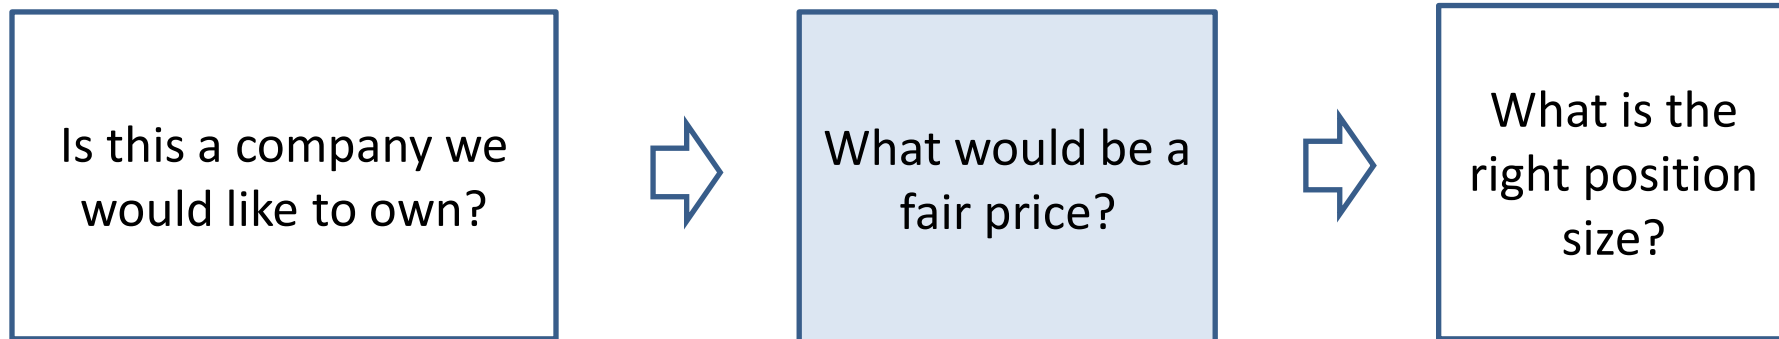 Is this a company we
would like to own?
What would be a
fair price?
What is the
right position
size?